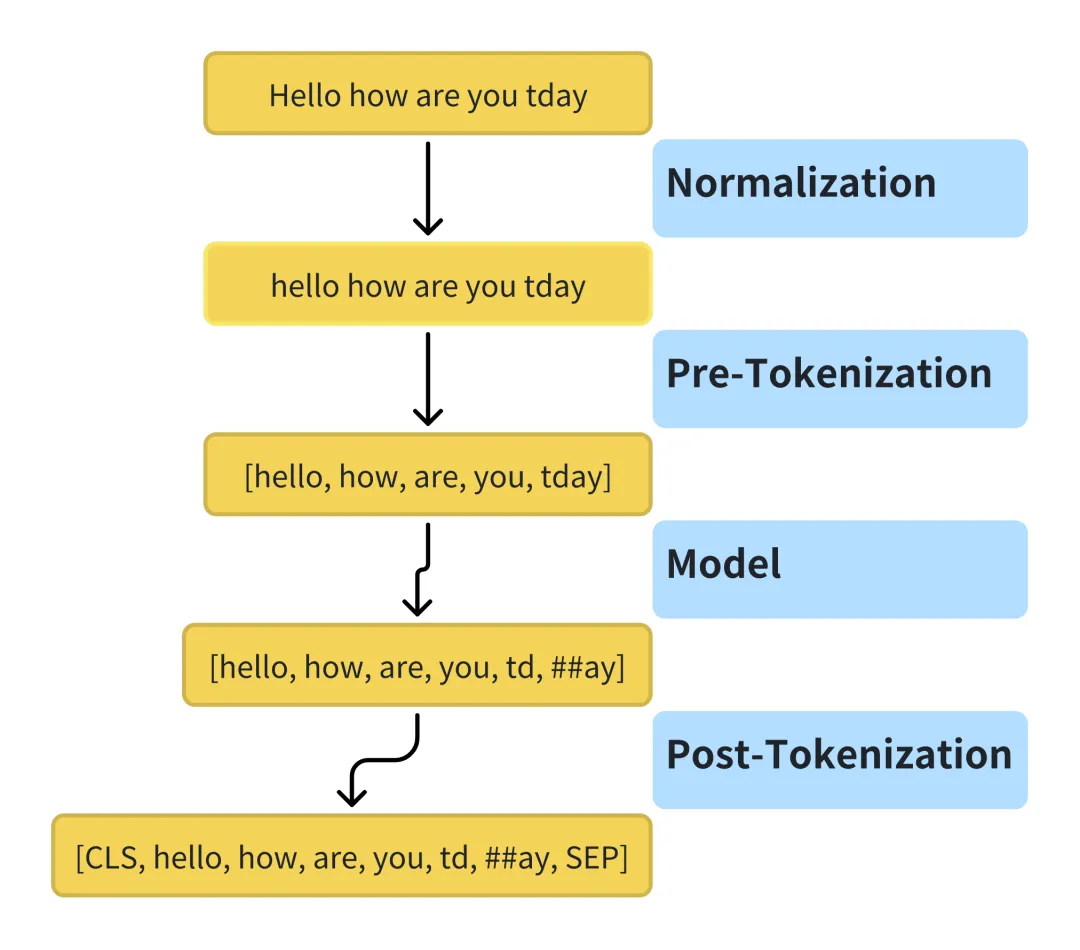 Hello how are you tday
Normalization
hello how are you tday
Pre-Tokenization
[hello, how, are, you, tday]
Model
[hello, how, are, you, td, ##ay]
Post-Tokenization
[CLS, hello, how, are, you, td, ##ay, SEP]